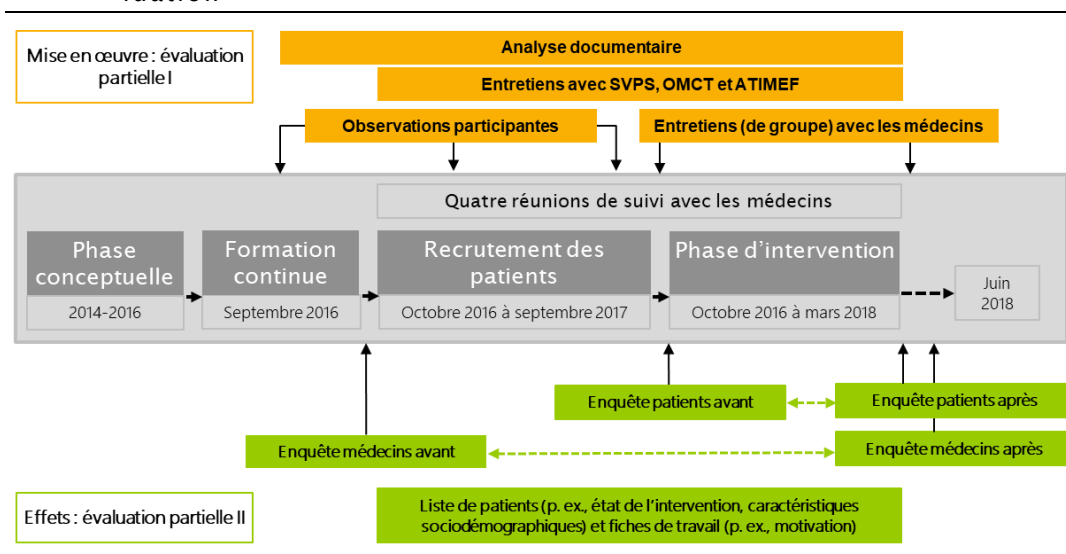 Mise en œuvre : évaluation
partielle I
Analyse documentaire
Entretiens avec SVPS, OMCT et ATIMEF
Observations participantes
Entretiens (de groupe) avec les médecins
Quatre réunions de suivi avec les médecins
Phase
conceptuelle
2014-2016
Formation
continue
Septembre 2016
Recrutement des
patients
Octobre 2016 à septembre 2017
Phase d'intervention
Octobre 2016 à mars 2018
Juin
2018
Enquête patients avant
Enquête patients après
Enquête médecins avant
Enquête médecins après
Effets : évaluation partielle II
Liste de patients (p. ex., état de l'intervention, caractéristiques
sociodémographiques) et fiches de travail (p. ex., motivation)